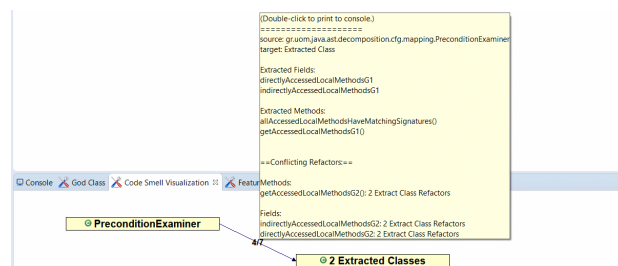 (Double-click to print to console.)
====================
source: gr.uom.java.ast.decomposition.cfg.mapping.PreconditionExaminer
target: Extracted Class
Extracted Fields:
directlyAccessedLocalMethodsG1
indirectlyAccessedLocalMethodsG1
Extracted Methods:
allAccessedLocalMethodsHaveMatchingSignatures()
getAccessedLocalMethodsG1()
==Conflicting Refactors:==
Methods:
getAccessedLocalMethodsG2(): 2 Extract Class Refactors
Fields:
indirectlyAccessedLocalMethodsG2: 2 Extract Class Refactors
directlyAccessedLocalMethodsG2: 2 Extract Class Refactors
Console God Class Code Smell Visualization Featur
PreconditionExaminer
4/7
2 Extracted Classes